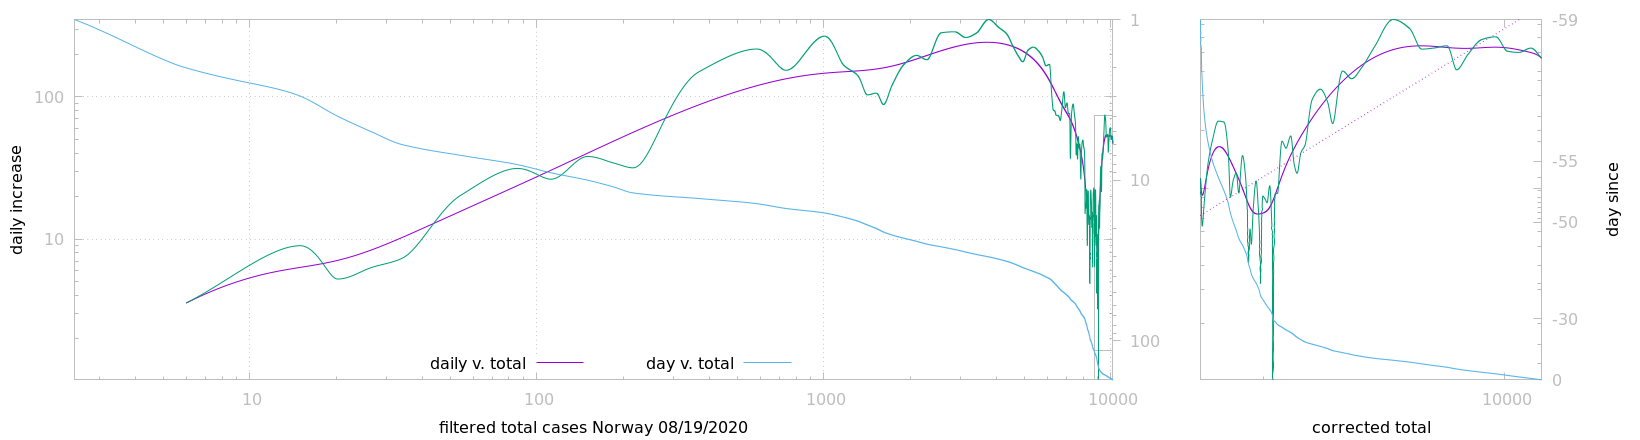 1
-59
100
daily increase
-55
day since
10
-50
10
-30
100
daily v. total
day v. total
0
10
100
1000
10000
10000
filtered total cases Norway 08/19/2020
corrected total